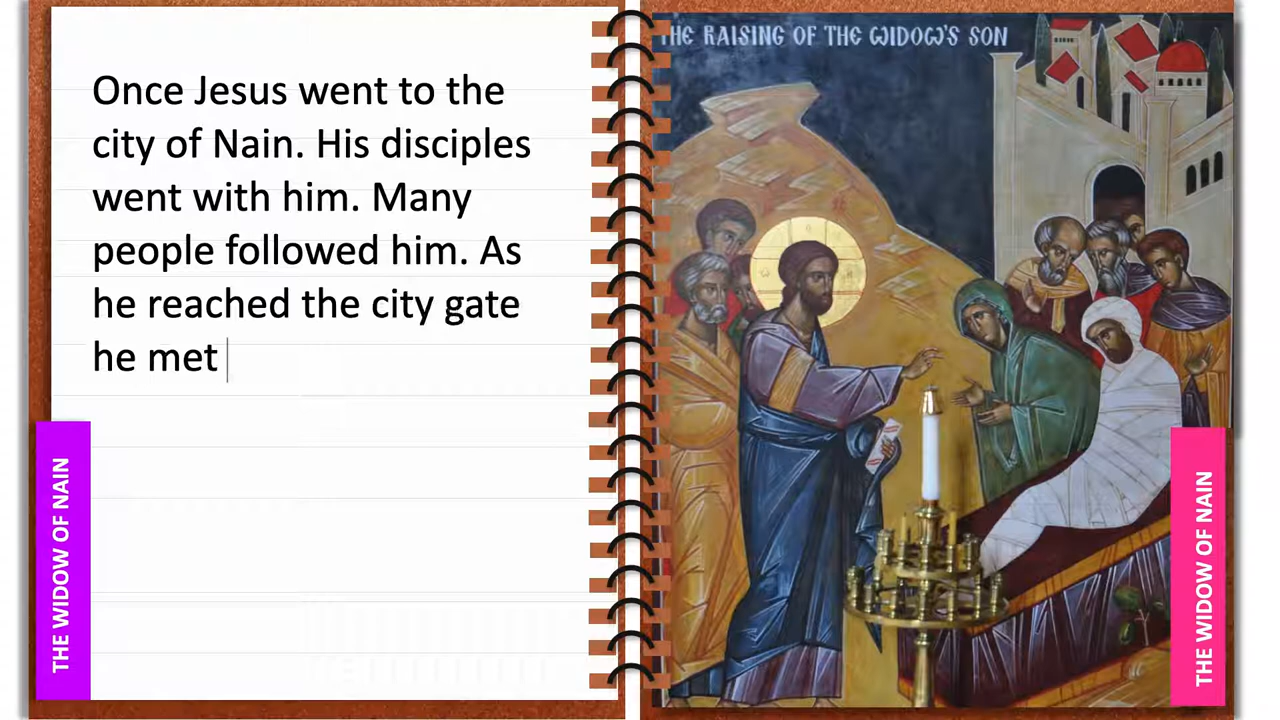 Once Jesus went to the
city of Nain. His disciples
went with him. Many
people followed him. As
he reached the city gate
he met
THE WIDOW OF NAIN
THE RAISING OF THE WIDOW'S SON
THE WIDOW OF NAIN